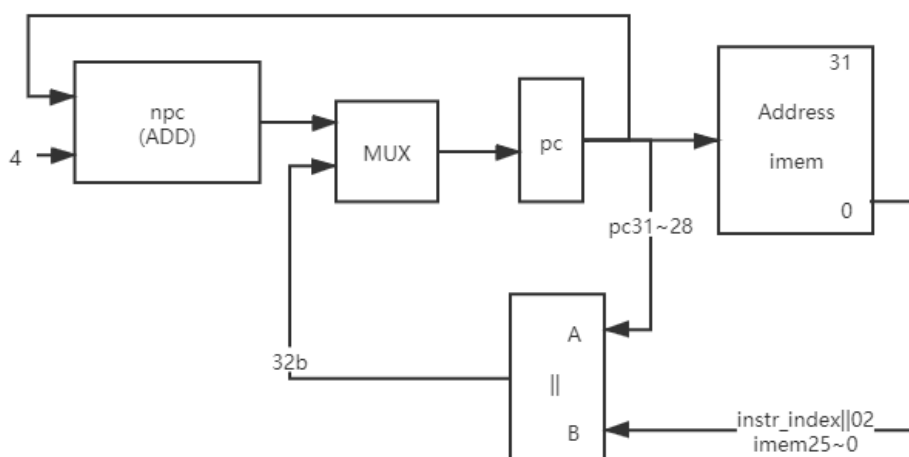 31
npc
(ADD)
Address
4
MUX
pc
imem
0
pc31~28
A
32b
||
B
instr_index||02
imem25~0